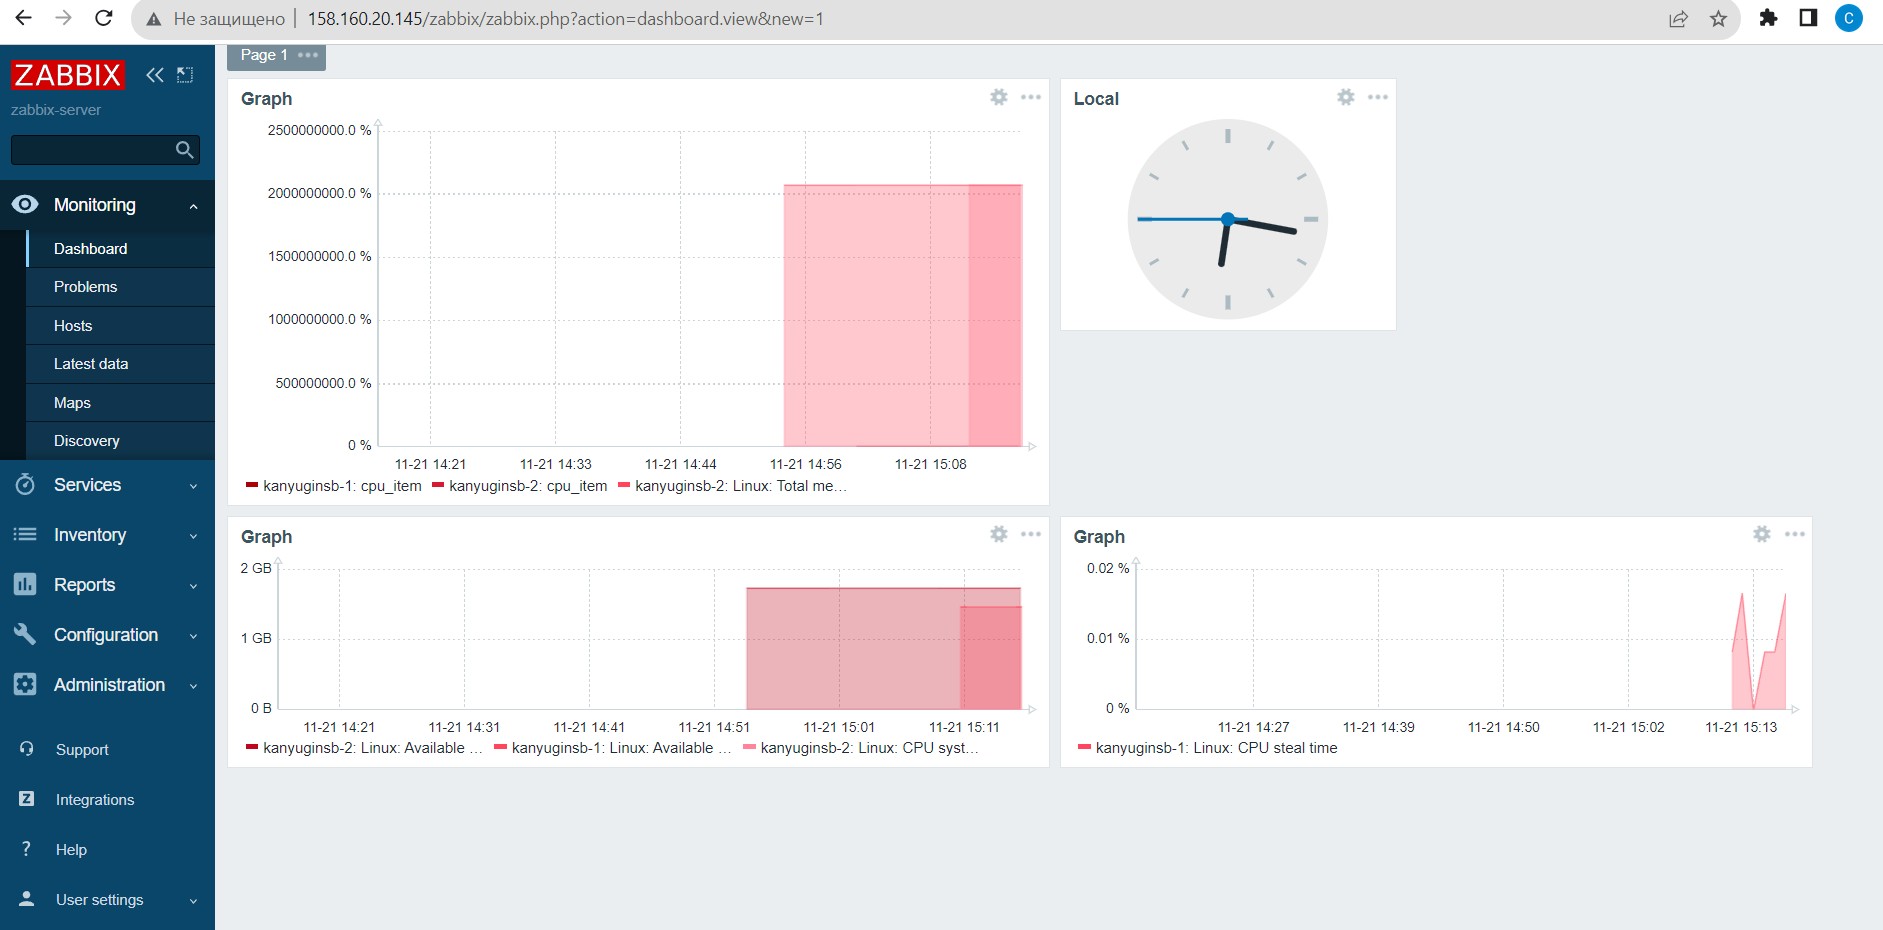 Не защищено 158.160.20.145/zabbix/zabbix.php?action=dashboard.view&new=1
ZABBIX
zabbix-server
Monitoring
Dashboard
Problems
Hosts
Latest data
Maps
Discovery
Services
Inventory
Reports
Configuration
Administration
Support
Z Integrations
? Help
User settings
C
Page 1
Graph
2500000000.0 %
2000000000.0 %
1500000000.0 %
1000000000.0 %
500000000.0 %
0 %
11-21 14:21 11-21 14:33 11-21 14:44 11-21 14:56 11-21 15:08
kanyuginsb-1: cpu_item kanyuginsb-2: cpu_item kanyuginsb-2: Linux: Total me…
Local
Graph
2 GB
1 GB
0 B
11-21 14:21 11-21 14:31 11-21 14:41 11-21 14:51 11-21 15:01 11-21 15:11
kanyuginsb-2: Linux: Available … kanyuginsb-1: Linux: Available … kanyuginsb-2: Linux: CPU syst…
Graph
0.02 %
0.01 %
0 %
11-21 14:27 11-21 14:39 11-21 14:50 11-21 15:02 11-21 15:13
kanyuginsb-1: Linux: CPU steal time